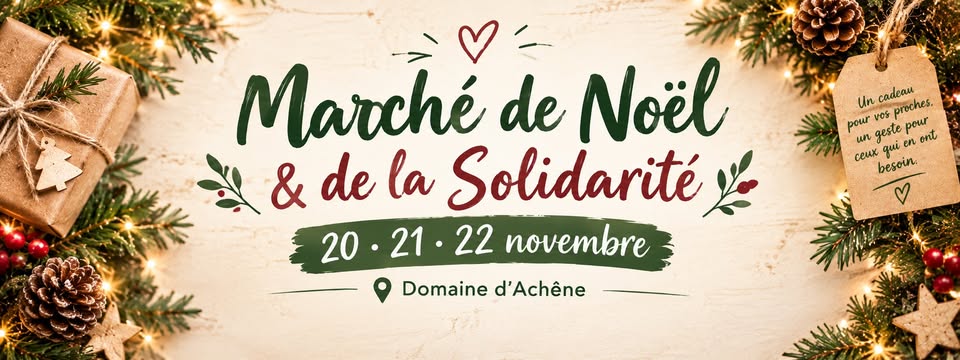 Marché de Noël
& de la Solidarité
20 · 21 · 22 novembre
Domaine d'Achêne
Un cadeau
pour vos proches,
un geste pour
ceux qui en ont
besoin.